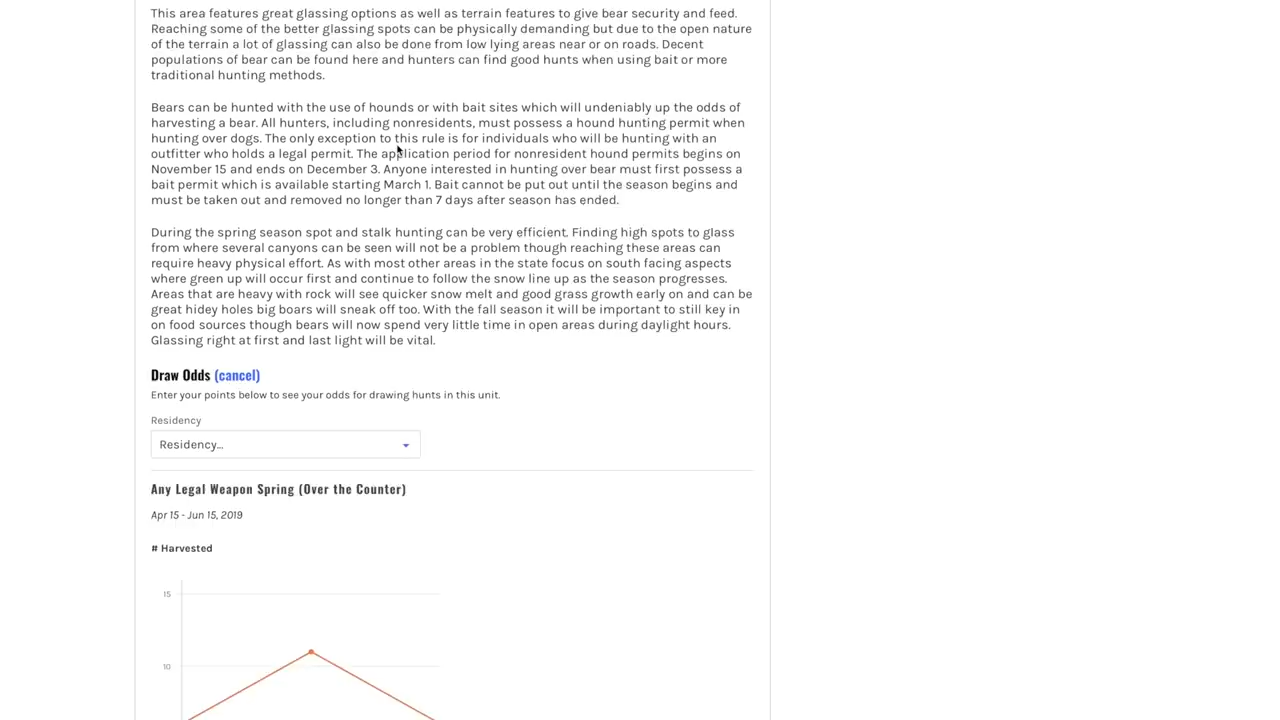 This area features great glassing options as well as terrain features to give bear security and feed.
Reaching some of the better glassing spots can be physically demanding but due to the open nature
of the terrain a lot of glassing can also be done from low lying areas near or on roads. Decent
populations of bear can be found here and hunters can find good hunts when using bait or more
traditional hunting methods.
Bears can be hunted with the use of hounds or with bait sites which will undeniably up the odds of
harvesting a bear. All hunters, including nonresidents, must possess a hound hunting permit when
hunting over dogs. The only exception to this rule is for individuals who will be hunting with an
outfitter who holds a legal permit. The application period for nonresident hound permits begins on
November 15 and ends on December 3. Anyone interested in hunting over bear must first possess a
bait permit which is available starting March 1. Bait cannot be put out until the season begins and
must be taken out and removed no longer than 7 days after season has ended.
During the spring season spot and stalk hunting can be very efficient. Finding high spots to glass
from where several canyons can be seen will not be a problem though reaching these areas can
require heavy physical effort. As with most other areas in the state focus on south facing aspects
where green up will occur first and continue to follow the snow line up as the season progresses.
Areas that are heavy with rock will see quicker snow melt and good grass growth early on and can be
great hidey holes big boars will sneak off too. With the fall season it will be important to still key in
on food sources though bears will now spend very little time in open areas during daylight hours.
Glassing right at first and last light will be vital.
Draw Odds (cancel)
Enter your points below to see your odds for drawing hunts in this unit.
Residency
Residency...
Any Legal Weapon Spring (Over the Counter)
Apr 15 - Jun 15, 2019
# Harvested
15
10